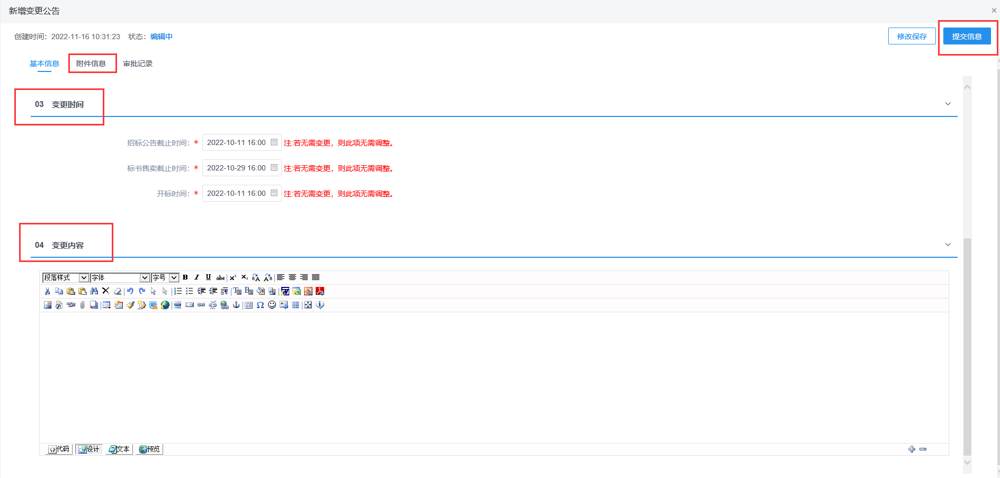 新增变更公告
创建时间：2022-11-16 10:31:23 状态：编辑中
修改保存 提交信息
基本信息 附件信息 审批记录
03 变更时间
招标公告截止时间：* 2022-10-11 16:00 注:若无需变更，则此项无需调整。
标书售卖截止时间：* 2022-10-29 16:00 注:若无需变更，则此项无需调整。
开标时间：* 2022-10-11 16:00 注:若无需变更，则此项无需调整。
04 变更内容
段落样式 字体 字号
代码 设计 文本 预览